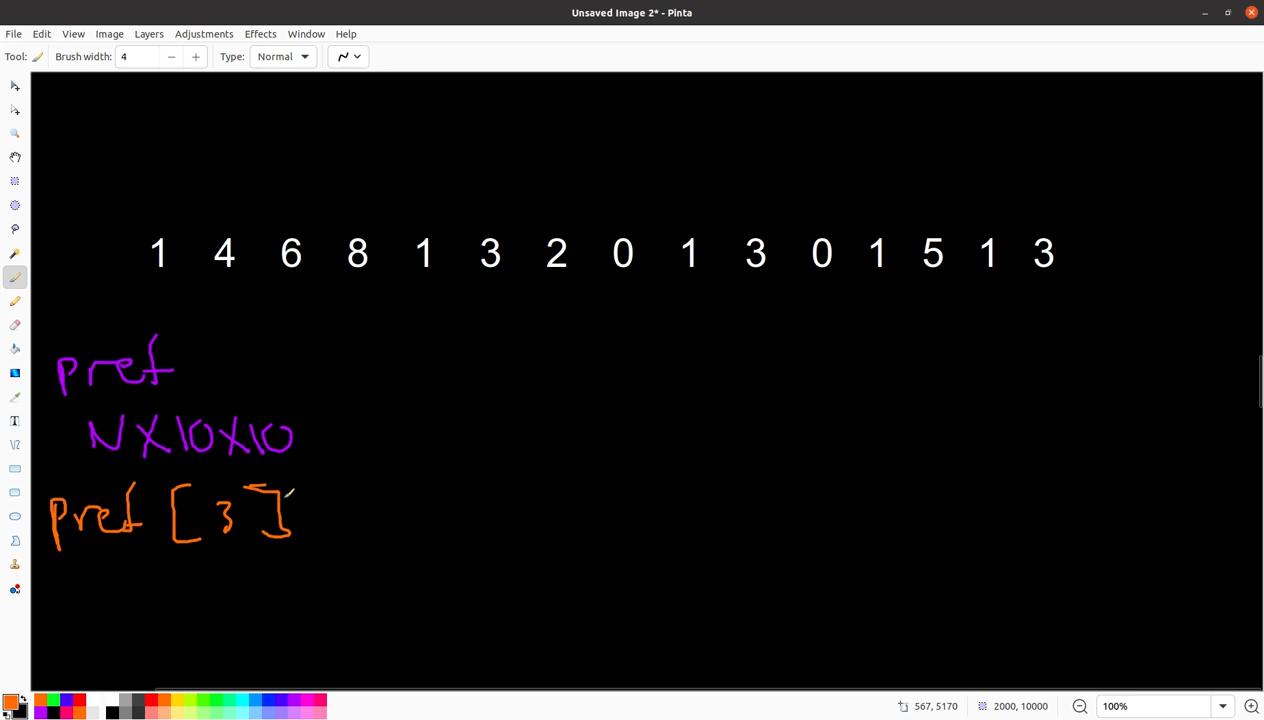 Unsaved Image 2* - Pinta
File Edit View Image Layers Adjustments Effects Window Help
Tool: Brush width: 4 Type: Normal
1 4 6 8 1 3 2 0 1 3 0 1 5 1 3
pref
N X 10 X 10
pref [ 3 ]
567, 5170 2000, 10000 100%